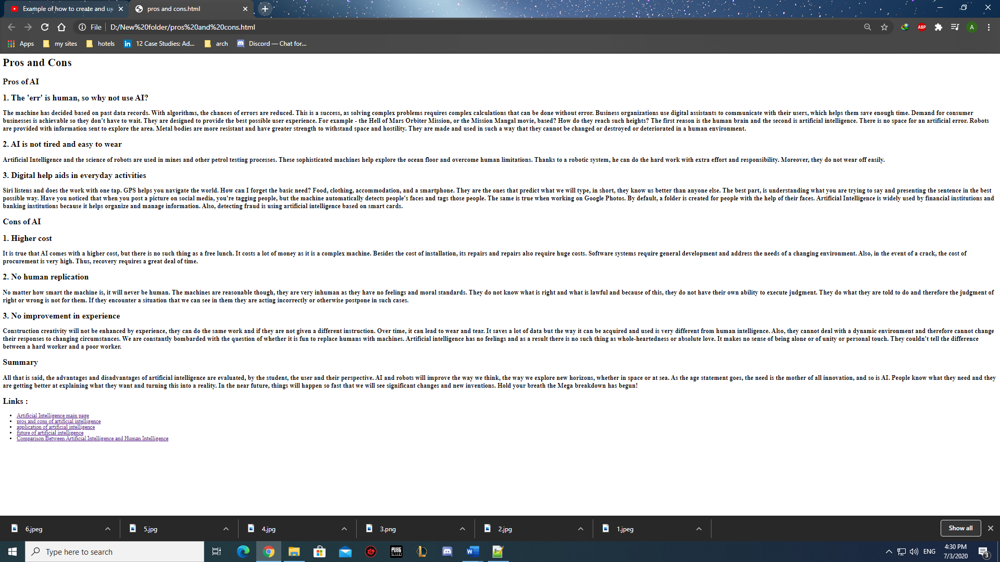 Example of how to create and up
pros and cons.html
File
D:/New%20folder/pros%20and%20cons.html
ABP
A
Apps
my sites
hotels
in
12 Case Studies: Ad...
arch
Discord — Chat for...
Pros and Cons
Pros of AI
1. The 'err' is human, so why not use AI?
The machine has decided based on past data records. With algorithms, the chances of errors are reduced. This is a success, as solving complex problems requires complex calculations that can be done without error. Business organizations use digital assistants to communicate with their users, which helps them save enough time. Demand for consumer
businesses is achievable so they don't have to wait. They are designed to provide the best possible user experience. For example - the Hell of Mars Orbiter Mission, or the Mission Mangal movie, based? How do they reach such heights? The first reason is the human brain and the second is artificial intelligence. There is no space for an artificial error. Robots
are provided with information sent to explore the area. Metal bodies are more resistant and have greater strength to withstand space and hostility. They are made and used in such a way that they cannot be changed or destroyed or deteriorated in a human environment.
2. AI is not tired and easy to wear
Artificial Intelligence and the science of robots are used in mines and other petrol testing processes. These sophisticated machines help explore the ocean floor and overcome human limitations. Thanks to a robotic system, he can do the hard work with extra effort and responsibility. Moreover, they do not wear off easily.
3. Digital help aids in everyday activities
Siri listens and does the work with one tap. GPS helps you navigate the world. How can I forget the basic need? Food, clothing, accommodation, and a smartphone. They are the ones that predict what we will type, in short, they know us better than anyone else. The best part, is understanding what you are trying to say and presenting the sentence in the best
possible way. Have you noticed that when you post a picture on social media, you're tagging people, but the machine automatically detects people's faces and tags those people. The same is true when working on Google Photos. By default, a folder is created for people with the help of their faces. Artificial Intelligence is widely used by financial institutions and
banking institutions because it helps organize and manage information. Also, detecting fraud is using artificial intelligence based on smart cards.
Cons of AI
1. Higher cost
It is true that AI comes with a higher cost, but there is no such thing as a free lunch. It costs a lot of money as it is a complex machine. Besides the cost of installation, its repairs and repairs also require huge costs. Software systems require general development and address the needs of a changing environment. Also, in the event of a crack, the cost of
procurement is very high. Thus, recovery requires a great deal of time.
2. No human replication
No matter how smart the machine is, it will never be human. The machines are reasonable though, they are very inhuman as they have no feelings and moral standards. They do not know what is right and what is lawful and because of this, they do not have their own ability to execute judgment. They do what they are told to do and therefore the judgment of
right or wrong is not for them. If they encounter a situation that we can see in them they are acting incorrectly or otherwise postpone in such cases.
3. No improvement in experience
Construction creativity will not be enhanced by experience, they can do the same work and if they are not given a different instruction. Over time, it can lead to wear and tear. It saves a lot of data but the way it can be acquired and used is very different from human intelligence. Also, they cannot deal with a dynamic environment and therefore cannot change
their responses to changing circumstances. We are constantly bombarded with the question of whether it is fun to replace humans with machines. Artificial intelligence has no feelings and as a result there is no such thing as whole-heartedness or absolute love. It makes no sense of being alone or of unity or personal touch. They couldn't tell the difference
between a hard worker and a poor worker.
Summary
All that is said, the advantages and disadvantages of artificial intelligence are evaluated, by the student, the user and their perspective. AI and robots will improve the way we think, the way we explore new horizons, whether in space or at sea. As the age statement goes, the need is the mother of all innovation, and so is AI. People know what they need and they
are getting better at explaining what they want and turning this into a reality. In the near future, things will happen so fast that we will see significant changes and new inventions. Hold your breath the Mega breakdown has begun!
Links :
Artificial Intelligence main page
pros and cons of artificial intelligence
application of artificial intelligence
future of artificial intelligence
Comparison Between Artificial Intelligence and Human Intelligence
6.jpeg
5.jpg
4.jpg
3.png
2.jpg
1.jpeg
Show all
Type here to search
PUBG
ENG
4:30 PM
7/3/2020
3